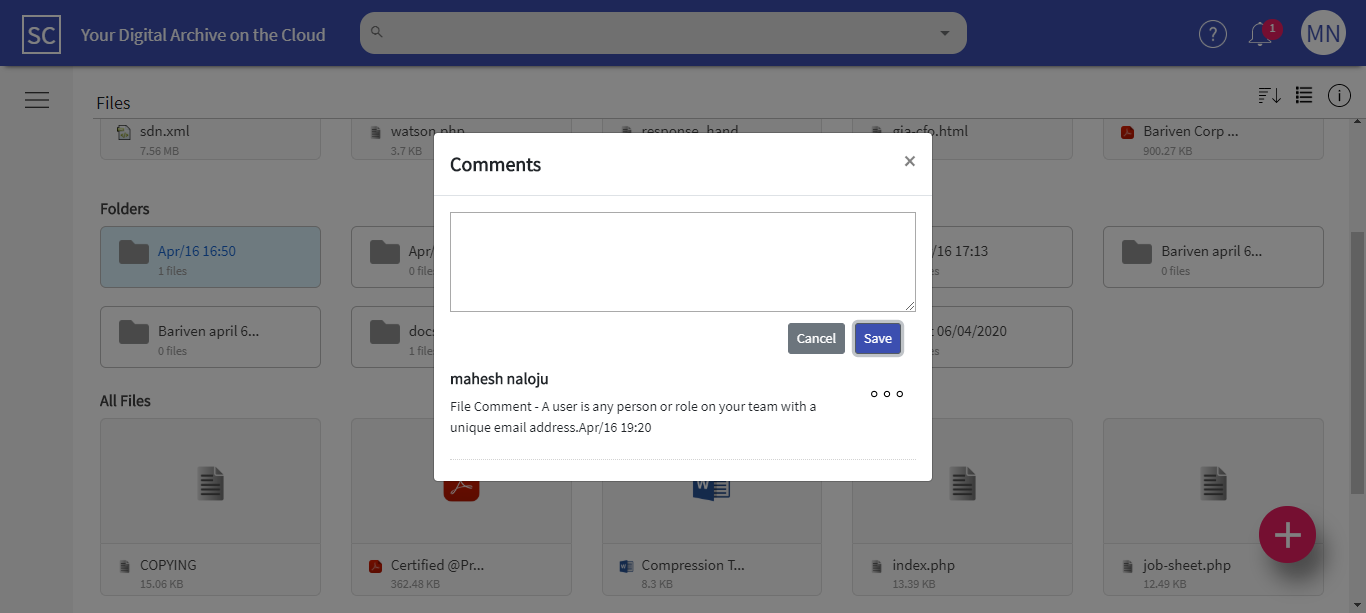 SC
Your Digital Archive on the Cloud
?
1
MN
Files
i
sdn.xml
7.56 MB
watson.php
3.7 KB
response_hand
gia-cfo.html
Bariven Corp ...
900.27 KB
Comments
×
Folders
Apr/16 16:50
1 files
Apr/
0 file
/16 17:13
es
Bariven april 6...
0 files
Bariven april 6...
0 files
docs
1 file
06/04/2020
es
Cancel
Save
mahesh naloju
File Comment - A user is any person or role on your team with a
unique email address.Apr/16 19:20
All Files
W
COPYING
15.06 KB
Certified @Pr...
362.48 KB
Compression T...
8.3 KB
index.php
13.39 KB
job-sheet.php
12.49 KB